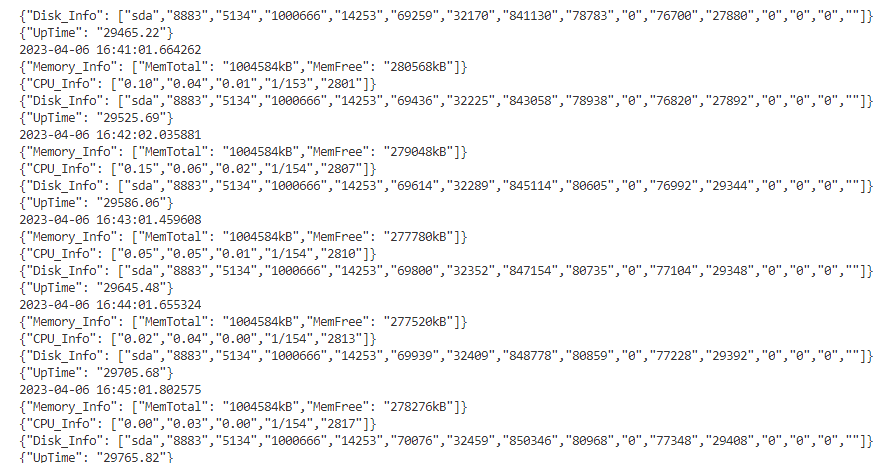 {"Disk_Info": ["sda","8883","5134","1000666","14253","69259","32170","841130","78783","0","76700","27880","0","0","0",""]}
{"UpTime": "29465.22"}
2023-04-06 16:41:01.664262
{"Memory_Info": ["MemTotal": "1004584kB","MemFree": "280568kB"]}
{"CPU_Info": ["0.10","0.04","0.01","1/153","2801"]}
{"Disk_Info": ["sda","8883","5134","1000666","14253","69436","32225","843058","78938","0","76820","27892","0","0","0",""]}
{"UpTime": "29525.69"}
2023-04-06 16:42:02.035881
{"Memory_Info": ["MemTotal": "1004584kB","MemFree": "279048kB"]}
{"CPU_Info": ["0.15","0.06","0.02","1/154","2807"]}
{"Disk_Info": ["sda","8883","5134","1000666","14253","69614","32289","845114","80605","0","76992","29344","0","0","0",""]}
{"UpTime": "29586.06"}
2023-04-06 16:43:01.459608
{"Memory_Info": ["MemTotal": "1004584kB","MemFree": "277780kB"]}
{"CPU_Info": ["0.05","0.05","0.01","1/154","2810"]}
{"Disk_Info": ["sda","8883","5134","1000666","14253","69800","32352","847154","80735","0","77104","29348","0","0","0",""]}
{"UpTime": "29645.48"}
2023-04-06 16:44:01.655324
{"Memory_Info": ["MemTotal": "1004584kB","MemFree": "277520kB"]}
{"CPU_Info": ["0.02","0.04","0.00","1/154","2813"]}
{"Disk_Info": ["sda","8883","5134","1000666","14253","69939","32409","848778","80859","0","77228","29392","0","0","0",""]}
{"UpTime": "29705.68"}
2023-04-06 16:45:01.802575
{"Memory_Info": ["MemTotal": "1004584kB","MemFree": "278276kB"]}
{"CPU_Info": ["0.00","0.03","0.00","1/154","2817"]}
{"Disk_Info": ["sda","8883","5134","1000666","14253","70076","32459","850346","80968","0","77348","29408","0","0","0",""]}
{"UpTime": "29765.82"}